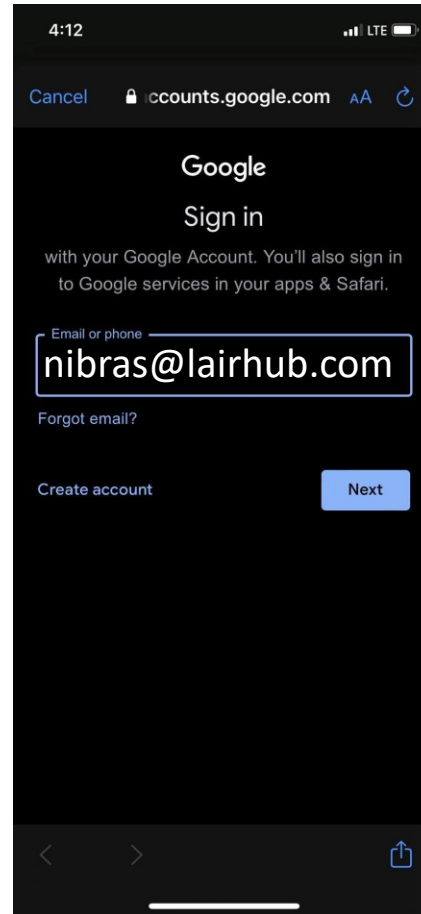 4:12 LTE
Cancel ccounts.google.com AA
Google
Sign in
with your Google Account. You'll also sign in
to Google services in your apps & Safari.
Email or phone
nibras@lairhub.com
Forgot email?
Create account Next